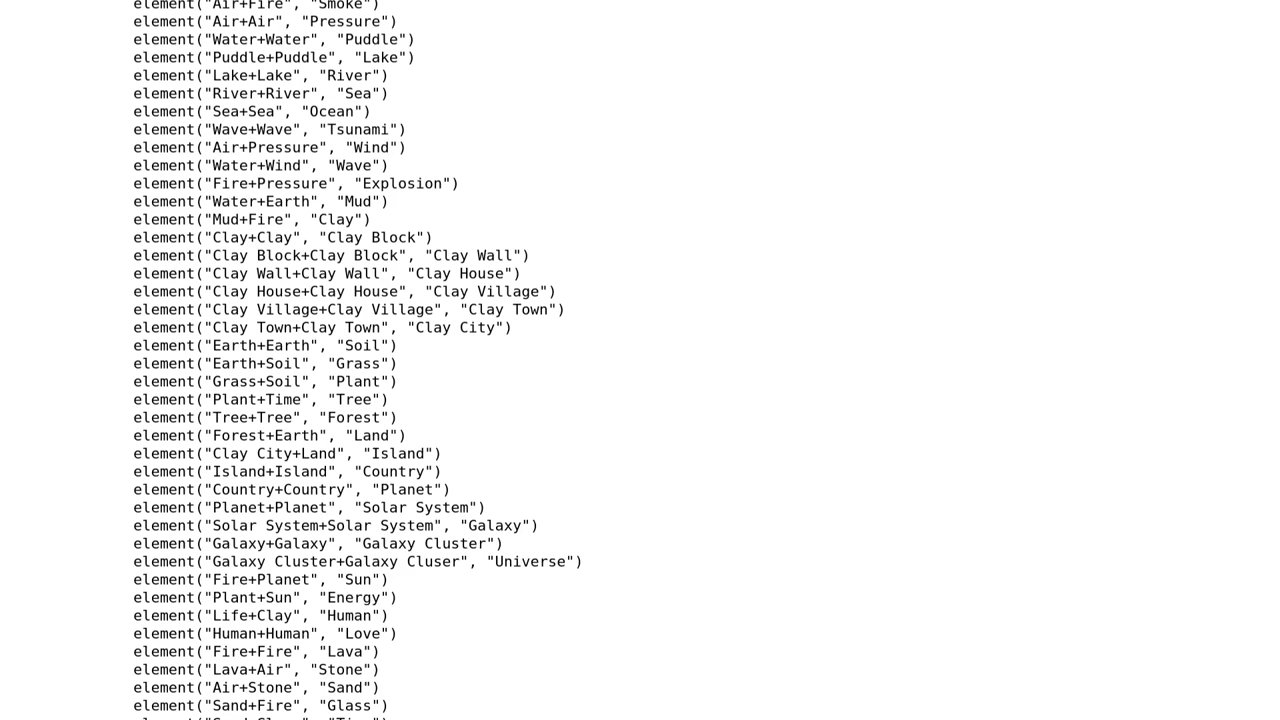 element("Air+Fire", "Smoke")
element("Air+Air", "Pressure")
element("Water+Water", "Puddle")
element("Puddle+Puddle", "Lake")
element("Lake+Lake", "River")
element("River+River", "Sea")
element("Sea+Sea", "Ocean")
element("Wave+Wave", "Tsunami")
element("Air+Pressure", "Wind")
element("Water+Wind", "Wave")
element("Fire+Pressure", "Explosion")
element("Water+Earth", "Mud")
element("Mud+Fire", "Clay")
element("Clay+Clay", "Clay Block")
element("Clay Block+Clay Block", "Clay Wall")
element("Clay Wall+Clay Wall", "Clay House")
element("Clay House+Clay House", "Clay Village")
element("Clay Village+Clay Village", "Clay Town")
element("Clay Town+Clay Town", "Clay City")
element("Earth+Earth", "Soil")
element("Earth+Soil", "Grass")
element("Grass+Soil", "Plant")
element("Plant+Time", "Tree")
element("Tree+Tree", "Forest")
element("Forest+Earth", "Land")
element("Clay City+Land", "Island")
element("Island+Island", "Country")
element("Country+Country", "Planet")
element("Planet+Planet", "Solar System")
element("Solar System+Solar System", "Galaxy")
element("Galaxy+Galaxy", "Galaxy Cluster")
element("Galaxy Cluster+Galaxy Cluser", "Universe")
element("Fire+Planet", "Sun")
element("Plant+Sun", "Energy")
element("Life+Clay", "Human")
element("Human+Human", "Love")
element("Fire+Fire", "Lava")
element("Lava+Air", "Stone")
element("Air+Stone", "Sand")
element("Sand+Fire", "Glass")